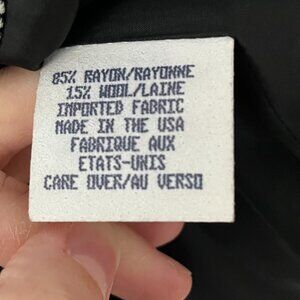 85% RAYON/RAYONNE
15% WOOL/LAINE
IMPORTED FABRIC
MADE IN THE USA
FABRIQUE AUX
ETATS-UNIS
CARE OVER/AU VERSO